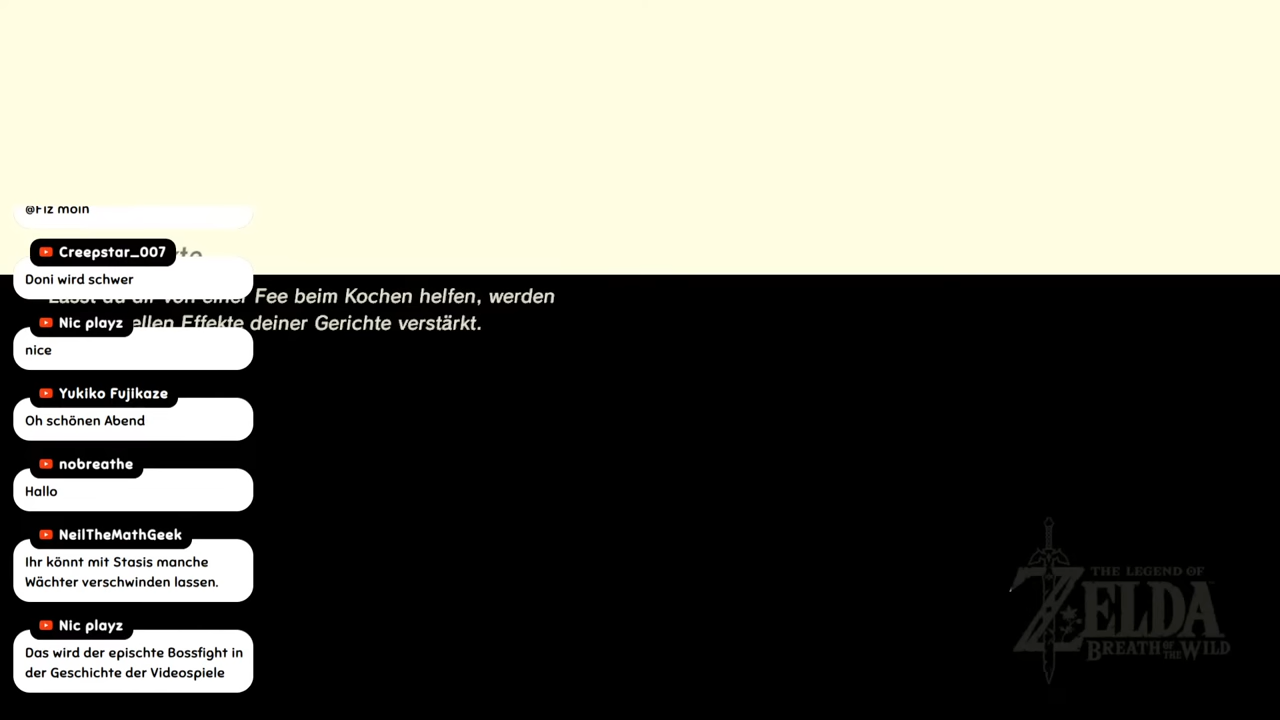 @Fiz moin
Creepstar_007
Doni wird schwer
Lässt du dir von einer Fee beim Kochen helfen, werden
ellen Effekte deiner Gerichte verstärkt.
Nic playz
nice
Yukiko Fujikaze
Oh schönen Abend
nobreathe
Hallo
NeilTheMathGeek
Ihr könnt mit Stasis manche
Wächter verschwinden lassen.
Nic playz
Das wird der epischte Bossfight in
der Geschichte der Videospiele
THE LEGEND OF
ZELDA
BREATH OF THE WILD